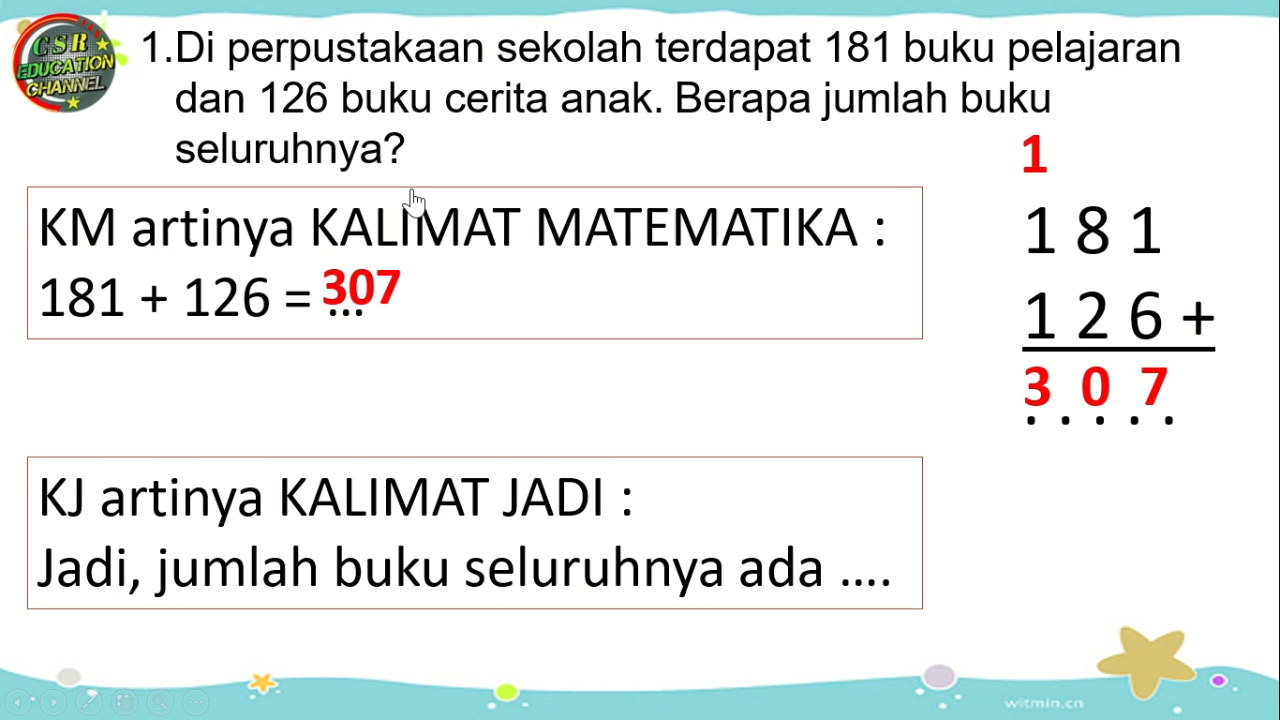 CSR
EDUCATION
CHANNEL
1.Di perpustakaan sekolah terdapat 181 buku pelajaran
dan 126 buku cerita anak. Berapa jumlah buku
seluruhnya?
KM artinya KALIMAT MATEMATIKA :
181 + 126 = ... 307
1
1 8 1
1 2 6 +
3 0 7
. . . . .
KJ artinya KALIMAT JADI :
Jadi, jumlah buku seluruhnya ada ....
witmin.cn